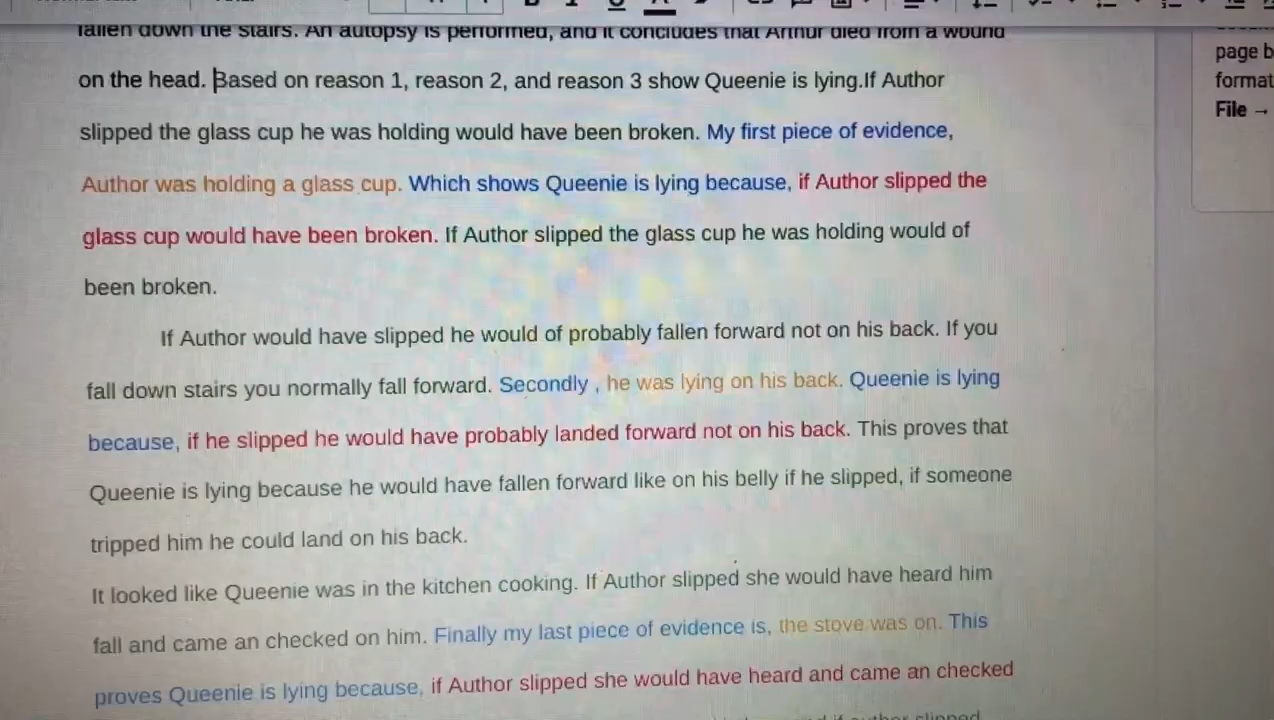 fallen down the stairs. An autopsy is performed, and it concludes that Arthur died from a wound
on the head. Based on reason 1, reason 2, and reason 3 show Queenie is lying.If Author
slipped the glass cup he was holding would have been broken. My first piece of evidence,
Author was holding a glass cup. Which shows Queenie is lying because, if Author slipped the
glass cup would have been broken. If Author slipped the glass cup he was holding would of
been broken.
If Author would have slipped he would of probably fallen forward not on his back. If you
fall down stairs you normally fall forward. Secondly , he was lying on his back. Queenie is lying
because, if he slipped he would have probably landed forward not on his back. This proves that
Queenie is lying because he would have fallen forward like on his belly if he slipped, if someone
tripped him he could land on his back.
It looked like Queenie was in the kitchen cooking. If Author slipped she would have heard him
fall and came an checked on him. Finally my last piece of evidence is, the stove was on. This
proves Queenie is lying because, if Author slipped she would have heard and came an checked
if author slipped
page b
format
File →